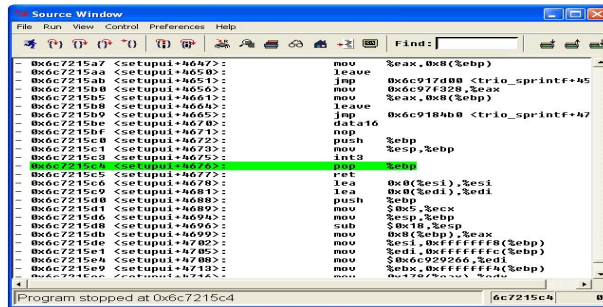 Source Window
File Run View Control Preferences Help
Find:
- 0x6c7215a7 <setupui+4647>: mov %eax,0x8(%ebp)
- 0x6c7215aa <setupui+4650>: leave
- 0x6c7215ab <setupui+4651>: jmp 0x6c917d00 <trio_sprintf+45
- 0x6c7215b0 <setupui+4656>: mov 0x6c97f328,%eax
- 0x6c7215b5 <setupui+4661>: mov %eax,0x8(%ebp)
- 0x6c7215b8 <setupui+4664>: leave
- 0x6c7215b9 <setupui+4665>: jmp 0x6c9184b0 <trio_sprintf+47
- 0x6c7215be <setupui+4670>: data16
- 0x6c7215bf <setupui+4671>: nop
- 0x6c7215c0 <setupui+4672>: push %ebp
- 0x6c7215c1 <setupui+4673>: mov %esp,%ebp
- 0x6c7215c3 <setupui+4675>: int3
- 0x6c7215c4 <setupui+4676>: pop %ebp
- 0x6c7215c5 <setupui+4677>: ret
- 0x6c7215c6 <setupui+4678>: lea 0x0(%esi),%esi
- 0x6c7215c9 <setupui+4681>: lea 0x0(%edi),%edi
- 0x6c7215d0 <setupui+4688>: push %ebp
- 0x6c7215d1 <setupui+4689>: mov $0x5,%ecx
- 0x6c7215d6 <setupui+4694>: mov %esp,%ebp
- 0x6c7215d8 <setupui+4696>: sub $0x18,%esp
- 0x6c7215db <setupui+4699>: mov 0x8(%ebp),%eax
- 0x6c7215de <setupui+4702>: mov %esi,0xfffffff8(%ebp)
- 0x6c7215e1 <setupui+4705>: mov %edi,0xfffffffc(%ebp)
- 0x6c7215e4 <setupui+4708>: mov $0x6c929266,%edi
- 0x6c7215e9 <setupui+4713>: mov %ebx,0xfffffff4(%ebp)
Program stopped at 0x6c7215c4 6c7215c4